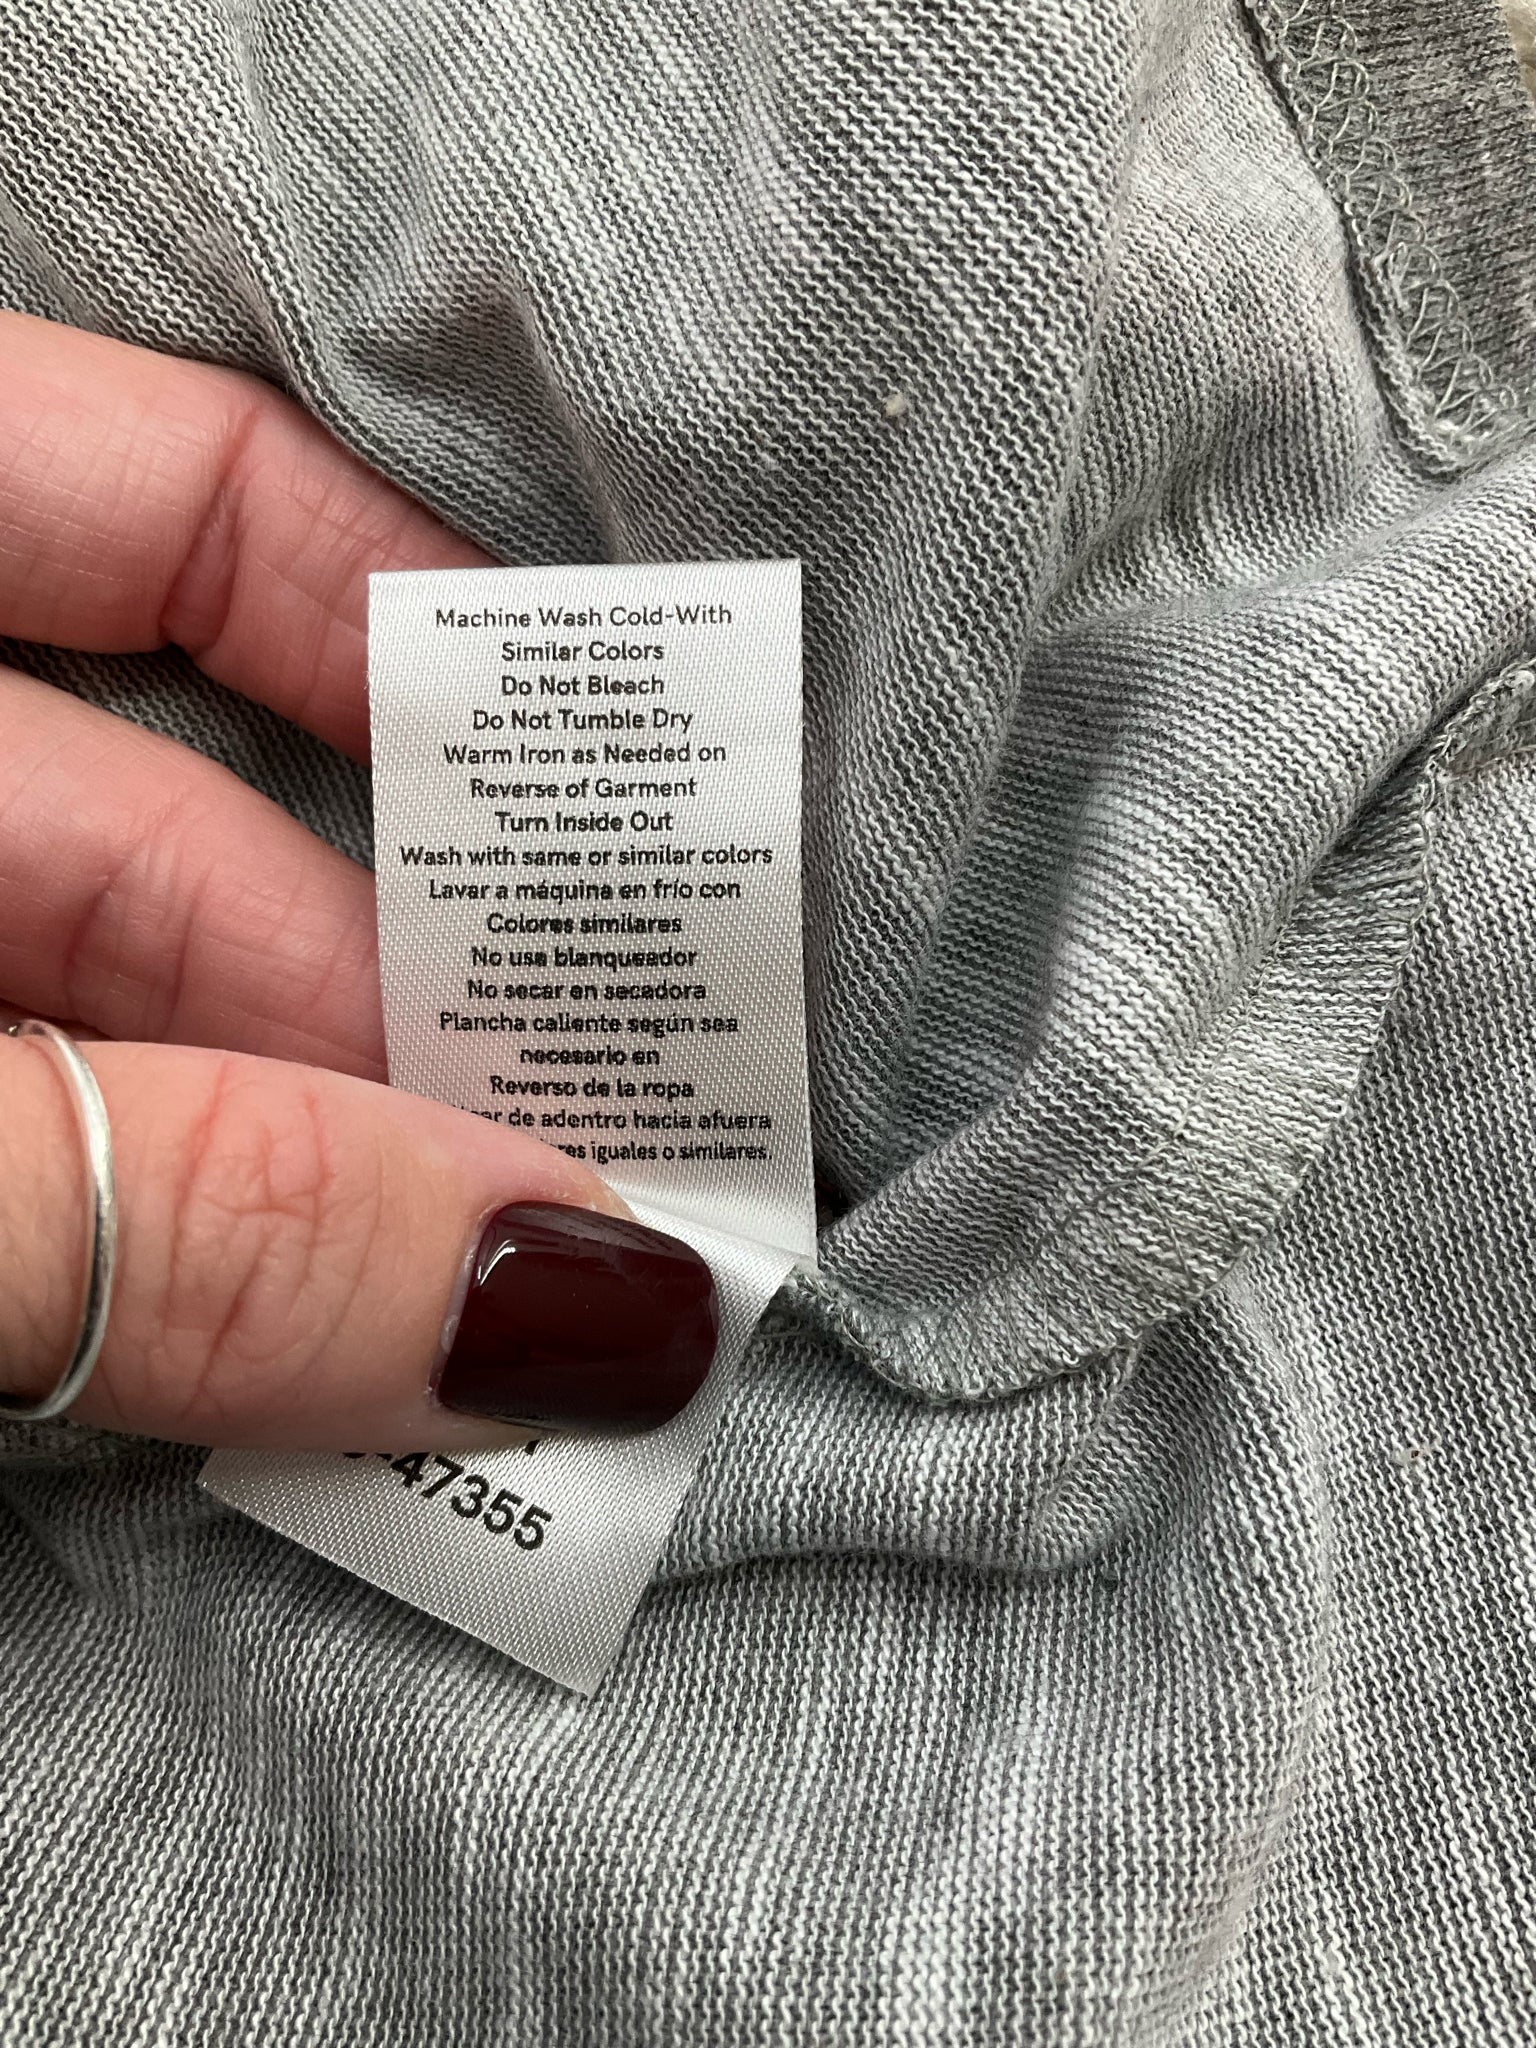 Machine Wash Cold-With
Similar Colors
Do Not Bleach
Do Not Tumble Dry
Warm Iron as Needed on
Reverse of Garment
Turn Inside Out
Wash with same or similar colors
Lavar a máquina en frío con
Colores similares
No use blanqueador
No secar en secadora
Plancha caliente según sea
necesario en
Reverso de la ropa
de adentro hacia afuera
iguales o similares.
-47355